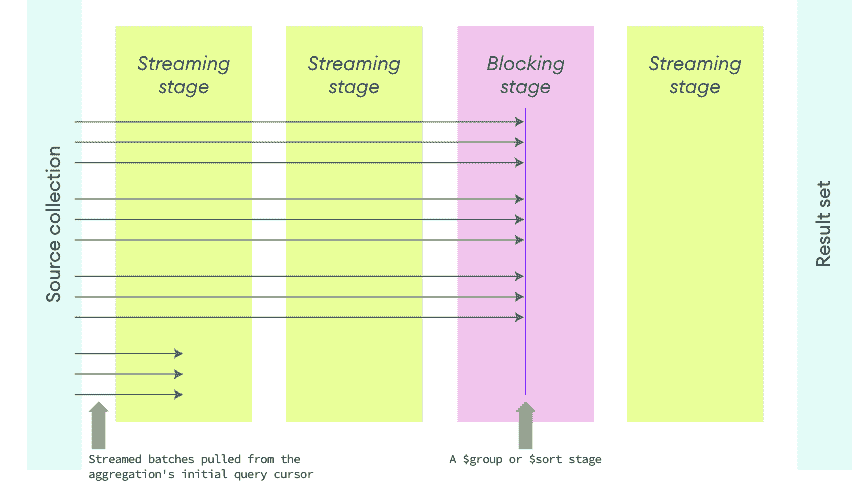 Source collection
Streaming
stage
Streaming
stage
Blocking
stage
Streaming
stage
Result set
Streamed batches pulled from the
aggregation's initial query cursor
A $group or $sort stage